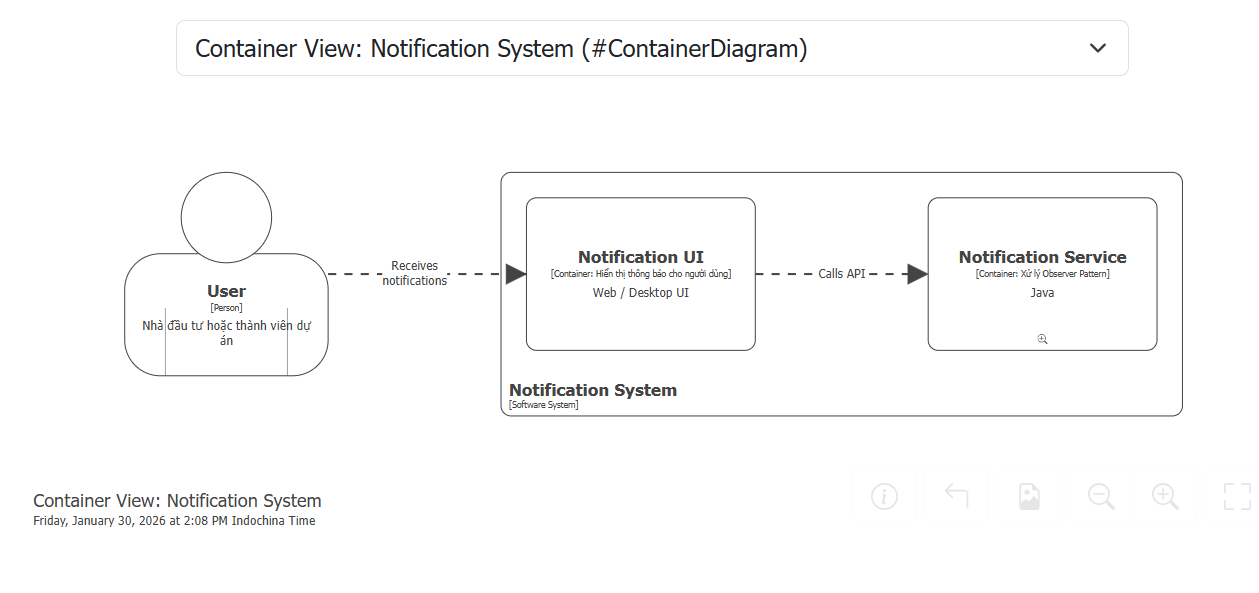 Container View: Notification System (#ContainerDiagram)
User
[Person]
Nhà đầu tư hoặc thành viên dự
án
Receives
notifications
Notification UI
[Container: Hiển thị thông báo cho người dùng]
Web / Desktop UI
Calls API
Notification Service
[Container: Xử lý Observer Pattern]
Java
Notification System
[Software System]
Container View: Notification System
Friday, January 30, 2026 at 2:08 PM Indochina Time